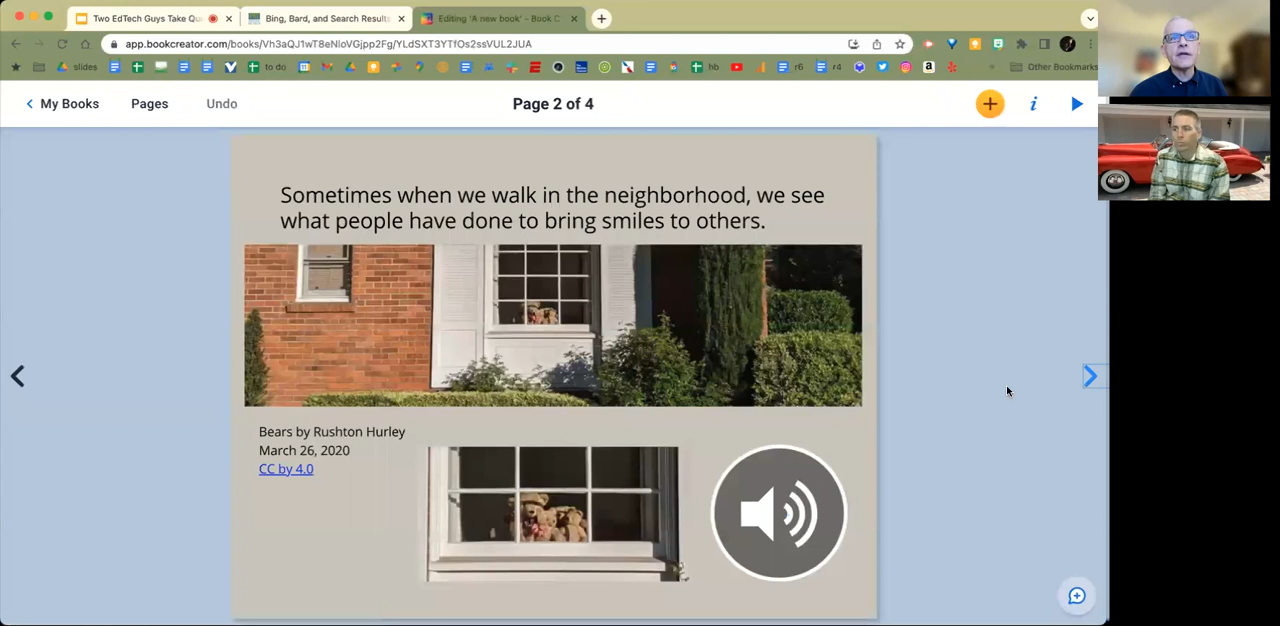 Two EdTech Guys Take Qu
Bing, Bard, and Search Results
Editing 'A new book' - Book C
app.bookcreator.com/books/Vh3aQJ1wT8eNloVGjpp2Fg/YLdSXT3YTfOs2ssVUL2JUA
slides
to do
hb
r6
r4
Other Bookmarks
My Books
Pages
Undo
Page 2 of 4
Sometimes when we walk in the neighborhood, we see
what people have done to bring smiles to others.
Bears by Rushton Hurley
March 26, 2020
CC by 4.0